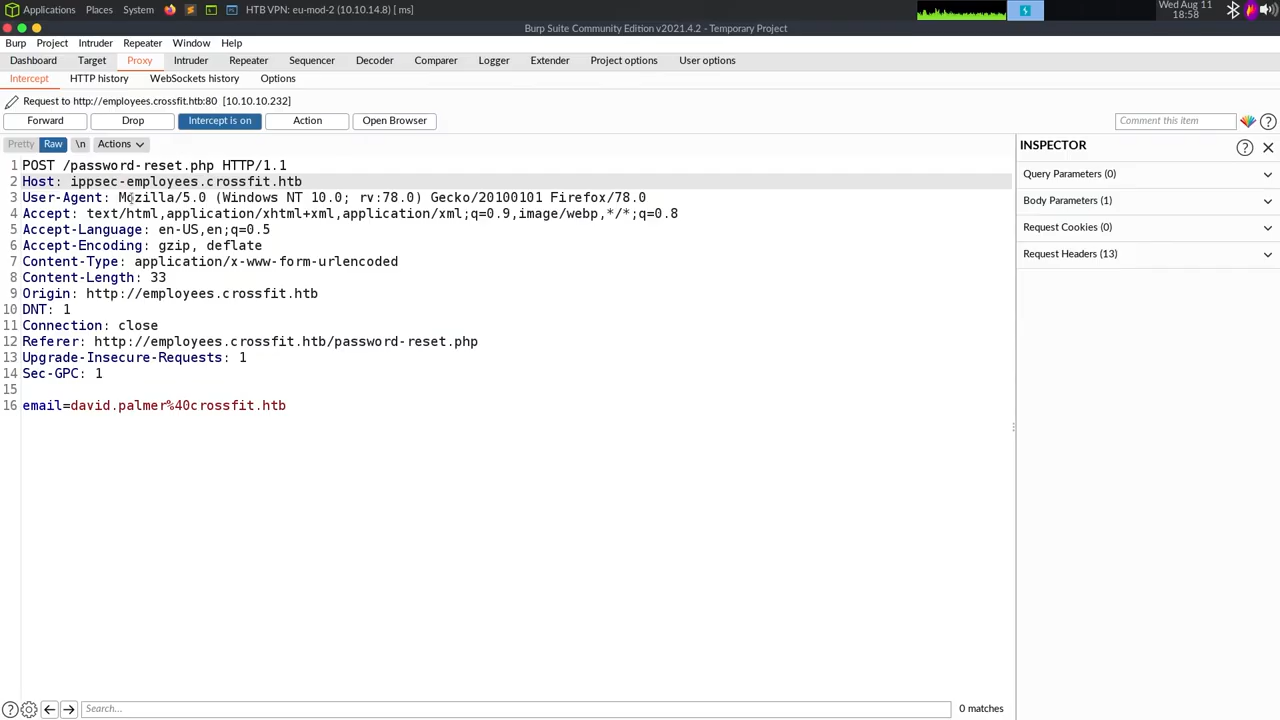 Applications Places System HTB VPN: eu-mod-2 (10.10.14.8) [ ms]
Wed Aug 11
18:58
Burp Suite Community Edition v2021.4.2 - Temporary Project
Burp Project Intruder Repeater Window Help
Dashboard Target Proxy Intruder Repeater Sequencer Decoder Comparer Logger Extender Project options User options
Intercept HTTP history WebSockets history Options
Request to http://employees.crossfit.htb:80 [10.10.10.232]
Forward Drop Intercept is on Action Open Browser Comment this item ?
Pretty Raw \n Actions
1 POST /password-reset.php HTTP/1.1
2 Host: ippsec-employees.crossfit.htb
3 User-Agent: Mozilla/5.0 (Windows NT 10.0; rv:78.0) Gecko/20100101 Firefox/78.0
4 Accept: text/html,application/xhtml+xml,application/xml;q=0.9,image/webp,*/*;q=0.8
5 Accept-Language: en-US,en;q=0.5
6 Accept-Encoding: gzip, deflate
7 Content-Type: application/x-www-form-urlencoded
8 Content-Length: 33
9 Origin: http://employees.crossfit.htb
10 DNT: 1
11 Connection: close
12 Referer: http://employees.crossfit.htb/password-reset.php
13 Upgrade-Insecure-Requests: 1
14 Sec-GPC: 1
15
16 email=david.palmer%40crossfit.htb
INSPECTOR ?
Query Parameters (0)
Body Parameters (1)
Request Cookies (0)
Request Headers (13)
? Search... 0 matches